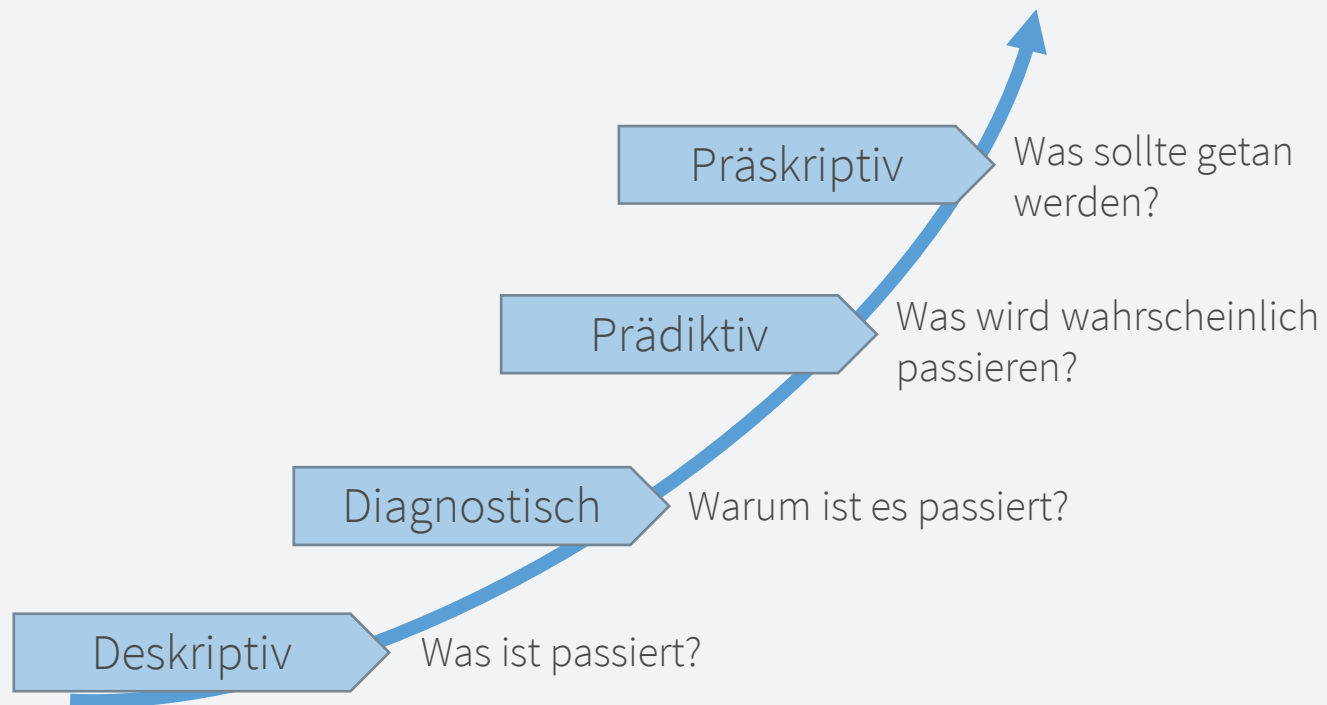 Präskriptiv
Was sollte getan
werden?
Prädiktiv
Was wird wahrscheinlich
passieren?
Diagnostisch
Warum ist es passiert?
Deskriptiv
Was ist passiert?